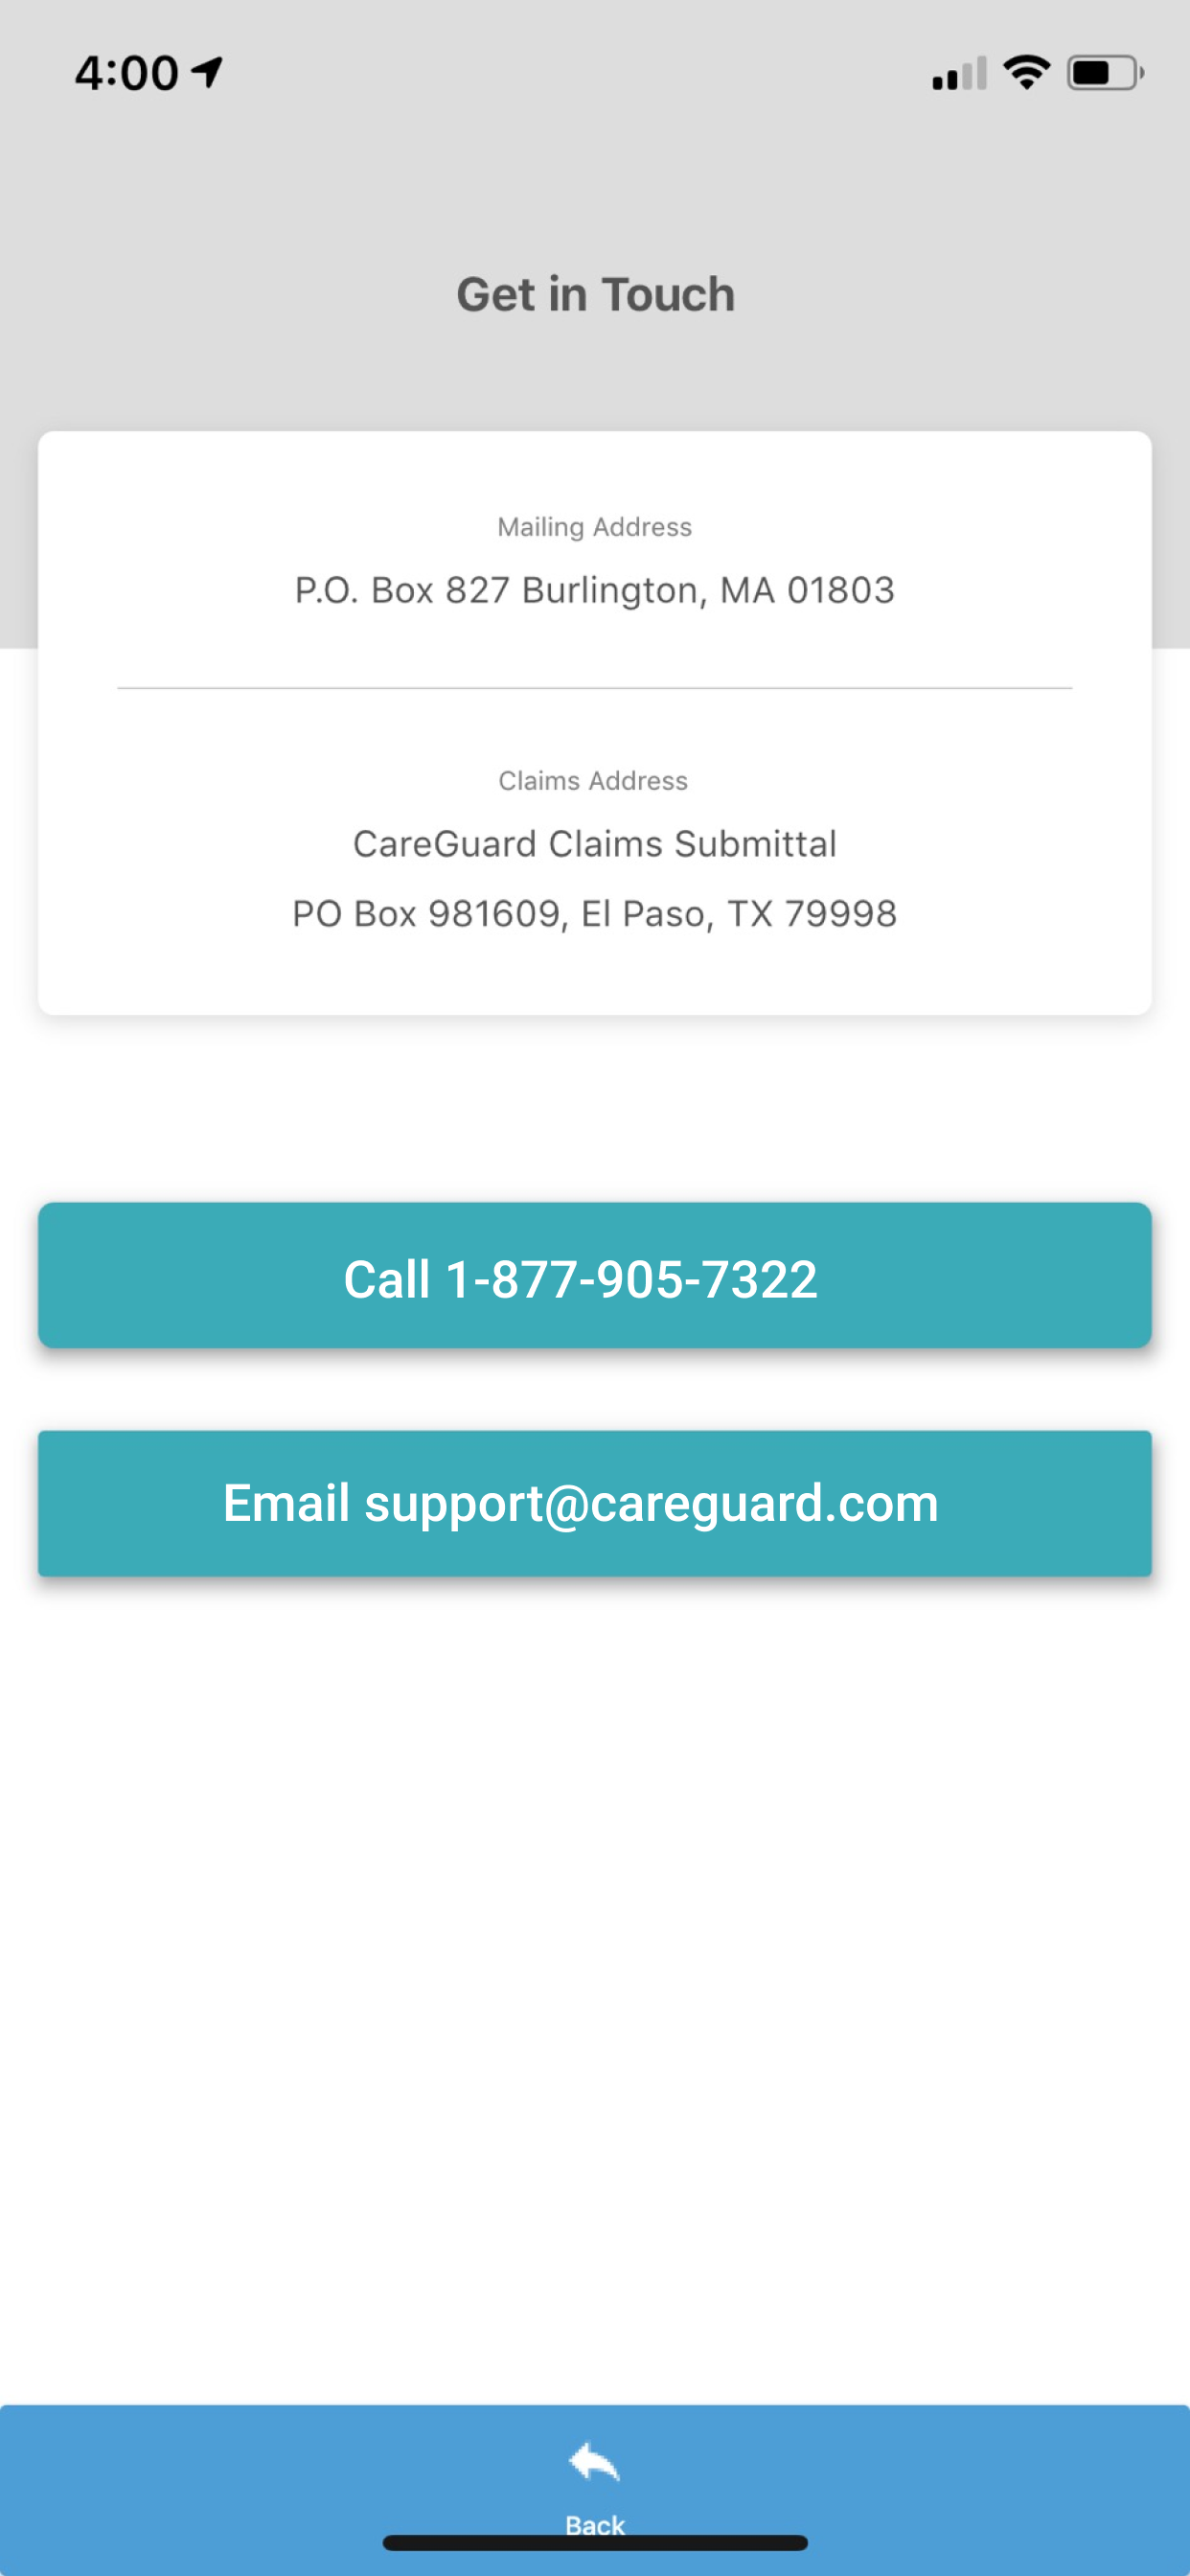 4:00
Get in Touch
Mailing Address
P.O. Box 827 Burlington, MA 01803
Claims Address
CareGuard Claims Submittal
PO Box 981609, El Paso, TX 79998
Call 1-877-905-7322
Email support@careguard.com
Back